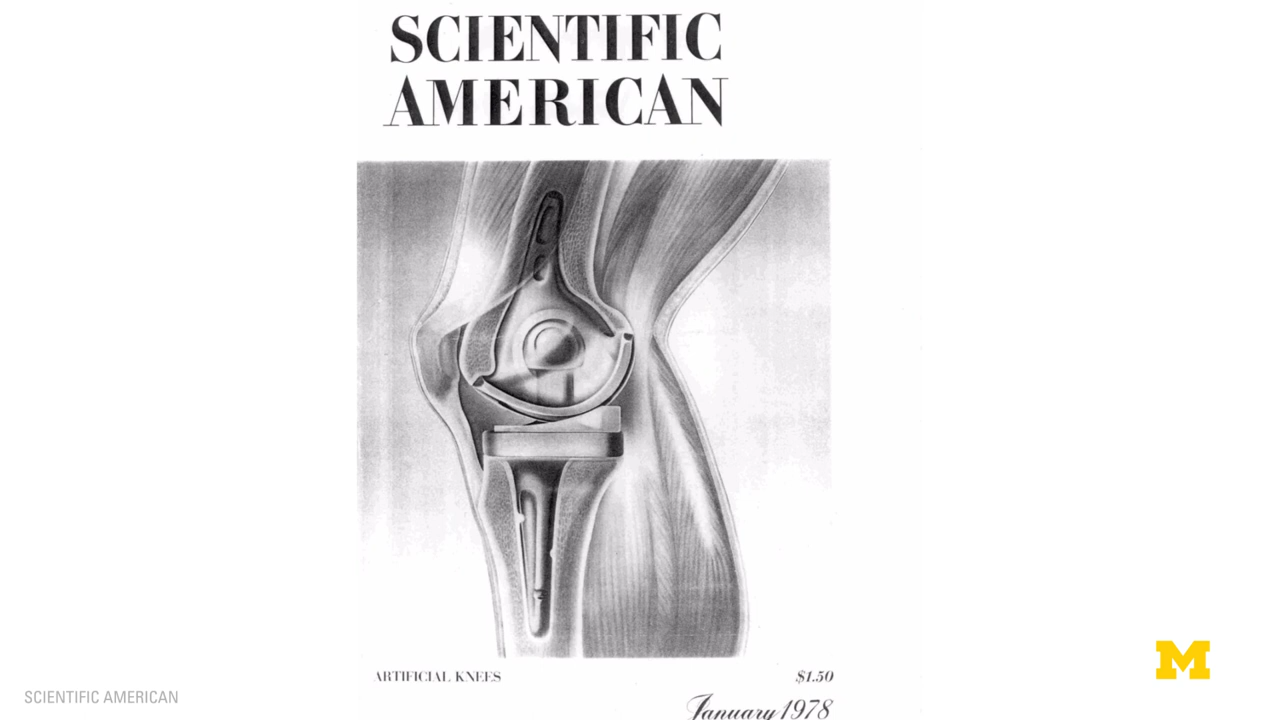 SCIENTIFIC
AMERICAN
ARTIFICIAL KNEES
$1.50
January 1978
SCIENTIFIC AMERICAN
M